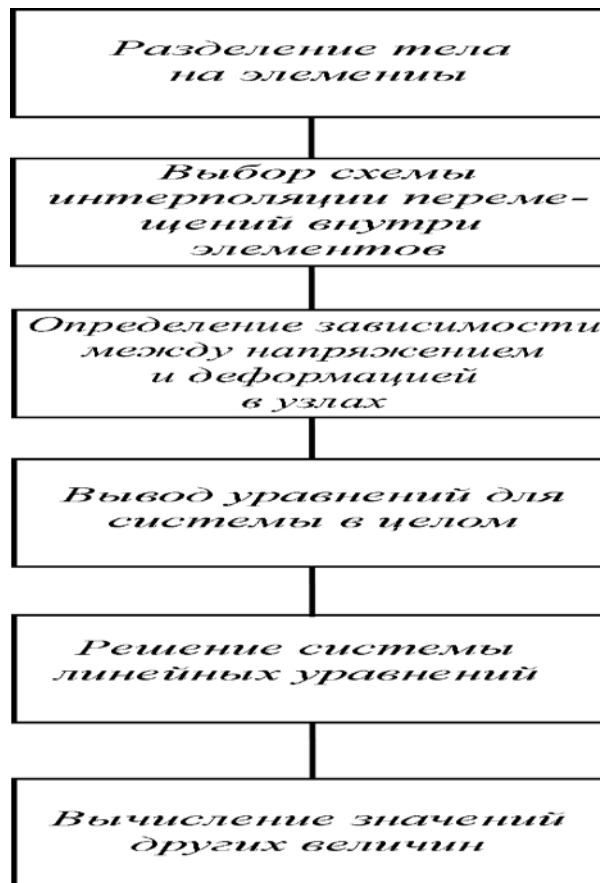 Разделение тела
на элемениы
Выбор схемы
интерполяции переме-
щений внутри
элементов
Определение зависимости
между напряжением
и деформацией
в узлах
Вывод уравнений для
системы в целом
Решение системы
линейных уравнений
Вычисление значений
других величин